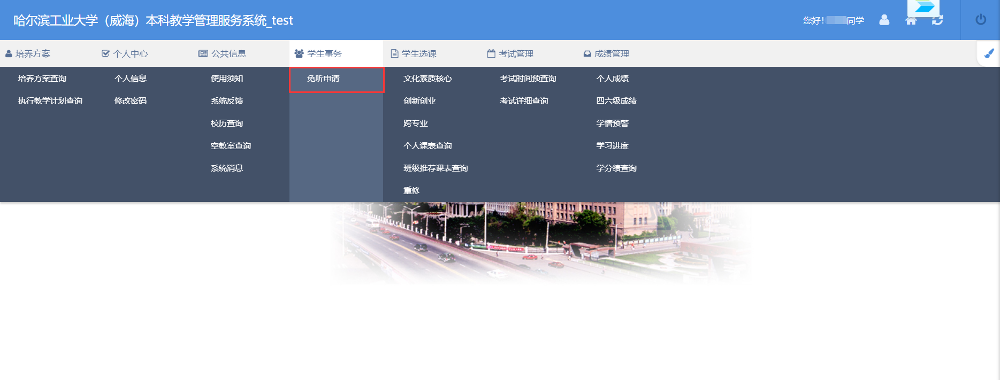 哈尔滨工业大学（威海）本科教学管理服务系统_test
您好！
同学
培养方案
个人中心
公共信息
学生事务
学生选课
考试管理
成绩管理
培养方案查询
个人信息
使用须知
免听申请
文化素质核心
考试时间预查询
个人成绩
执行教学计划查询
修改密码
系统反馈
创新创业
考试详细查询
四六级成绩
校历查询
跨专业
学情预警
空教室查询
个人课表查询
学习进度
系统消息
班级推荐课表查询
学分绩查询
重修